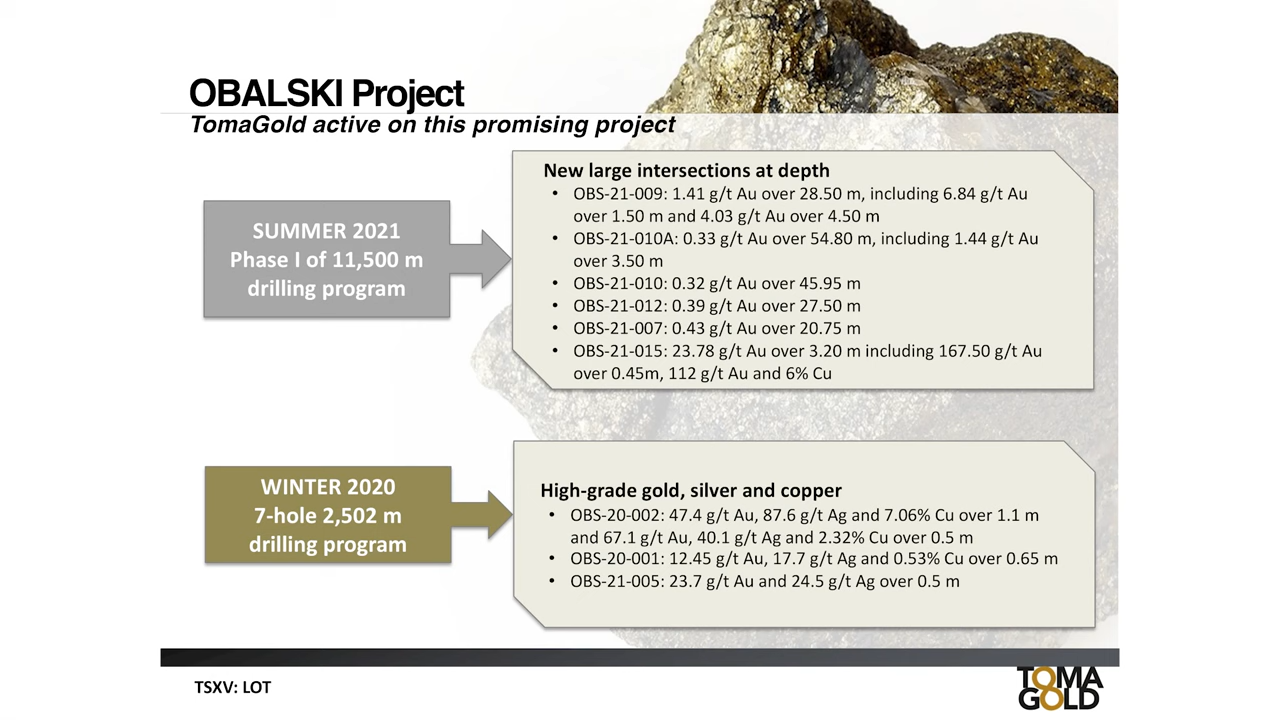 OBALSKI Project
TomaGold active on this promising project
SUMMER 2021
Phase I of 11,500 m
drilling program
New large intersections at depth
• OBS-21-009: 1.41 g/t Au over 28.50 m, including 6.84 g/t Au
over 1.50 m and 4.03 g/t Au over 4.50 m
• OBS-21-010A: 0.33 g/t Au over 54.80 m, including 1.44 g/t Au
over 3.50 m
• OBS-21-010: 0.32 g/t Au over 45.95 m
• OBS-21-012: 0.39 g/t Au over 27.50 m
• OBS-21-007: 0.43 g/t Au over 20.75 m
• OBS-21-015: 23.78 g/t Au over 3.20 m including 167.50 g/t Au
over 0.45m, 112 g/t Au and 6% Cu
WINTER 2020
7-hole 2,502 m
drilling program
High-grade gold, silver and copper
• OBS-20-002: 47.4 g/t Au, 87.6 g/t Ag and 7.06% Cu over 1.1 m
and 67.1 g/t Au, 40.1 g/t Ag and 2.32% Cu over 0.5 m
• OBS-20-001: 12.45 g/t Au, 17.7 g/t Ag and 0.53% Cu over 0.65 m
• OBS-21-005: 23.7 g/t Au and 24.5 g/t Ag over 0.5 m
TSXV: LOT
TOMA
GOLD